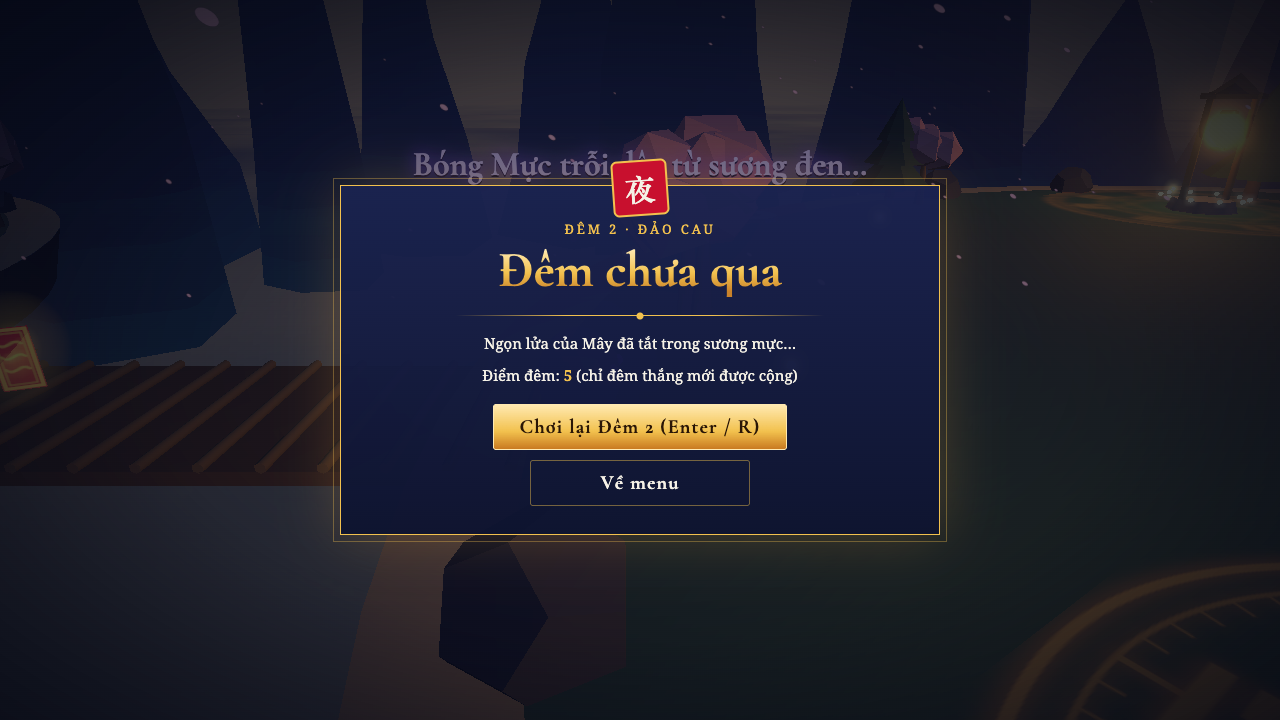 Bóng Mực trỗi dậy từ sương đen...
夜
ĐÊM 2 · ĐẢO CAU
Đêm chưa qua
Ngọn lửa của Mây đã tắt trong sương mực...
Điểm đêm: 5 (chỉ đêm thắng mới được cộng)
Chơi lại Đêm 2 (Enter / R)
Về menu